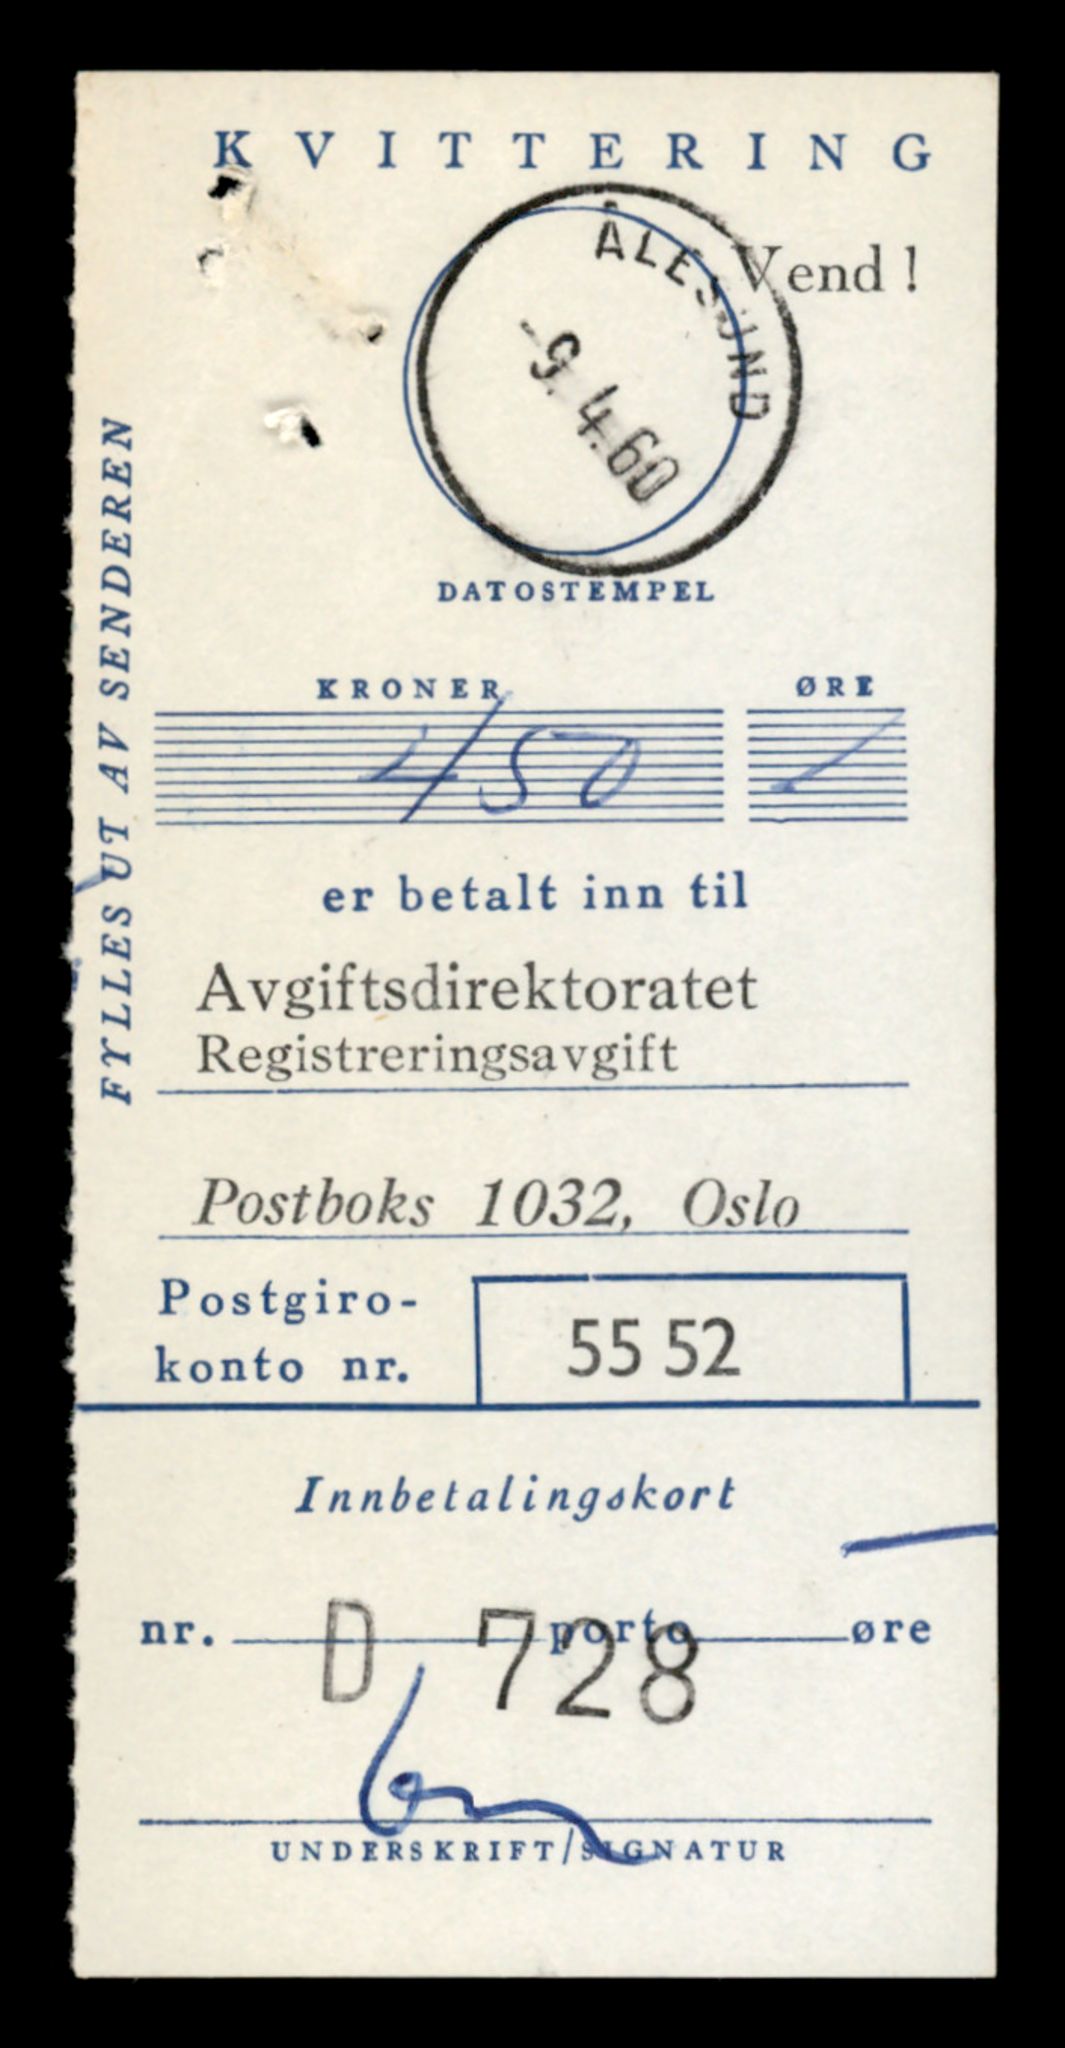 KVITTERING
Vend!
ÅLESUND
-9.4.60
DATOSTEMPEL
FYLLES UT AV SENDEREN
KRONER ØRE
450 -
er betalt inn til
Avgiftsdirektoratet
Registreringsavgift
Postboks 1032, Oslo
Postgiro-
konto nr. 55 52
Innbetalingskort
nr. porto øre
D 728
UNDERSKRIFT/SIGNATUR